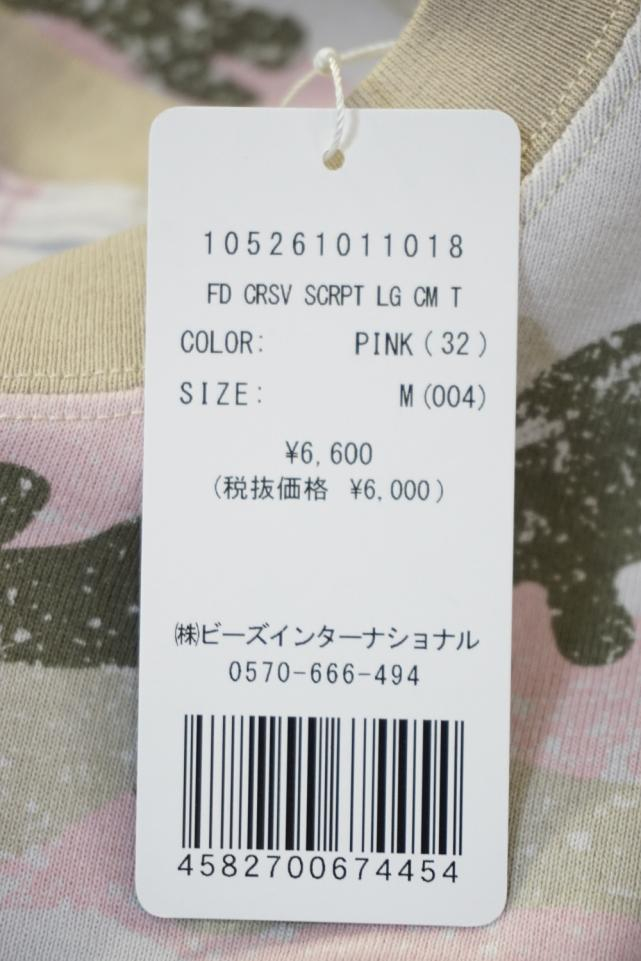 105261011018
FD CRSV SCRPT LG CM T
COLOR: PINK(32)
SIZE: M(004)
¥6,600
(税抜価格 ¥6,000)
㈱ビーズインターナショナル
0570-666-494
4582700674454